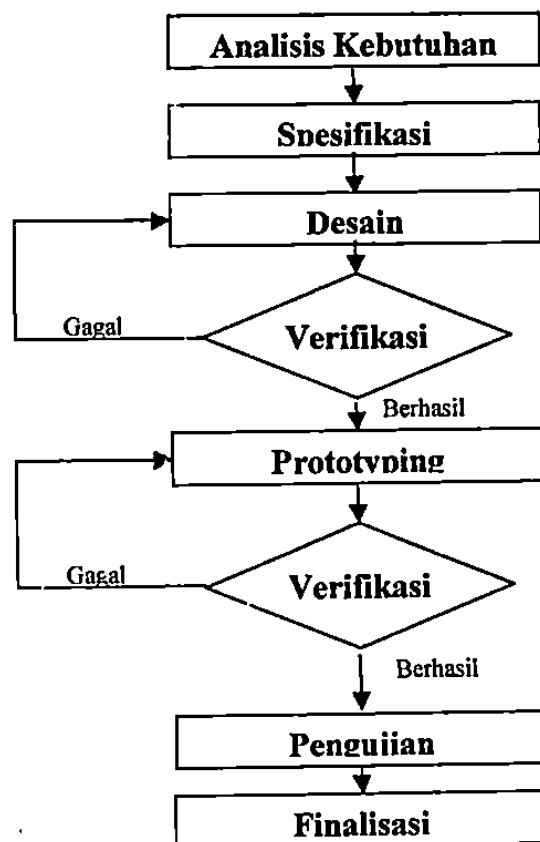 Analisis Kebutuhan
Spesifikasi
Desain
Gagal
Verifikasi
Berhasil
Prototyping
Gagal
Verifikasi
Berhasil
Pengujian
Finalisasi